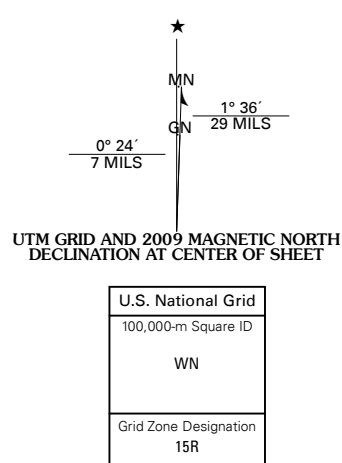 ★
MN
1° 36´
29 MILS
GN
0° 24´
7 MILS
UTM GRID AND 2009 MAGNETIC NORTH
DECLINATION AT CENTER OF SHEET
U.S. National Grid
100,000-m Square ID
WN
Grid Zone Designation
15R